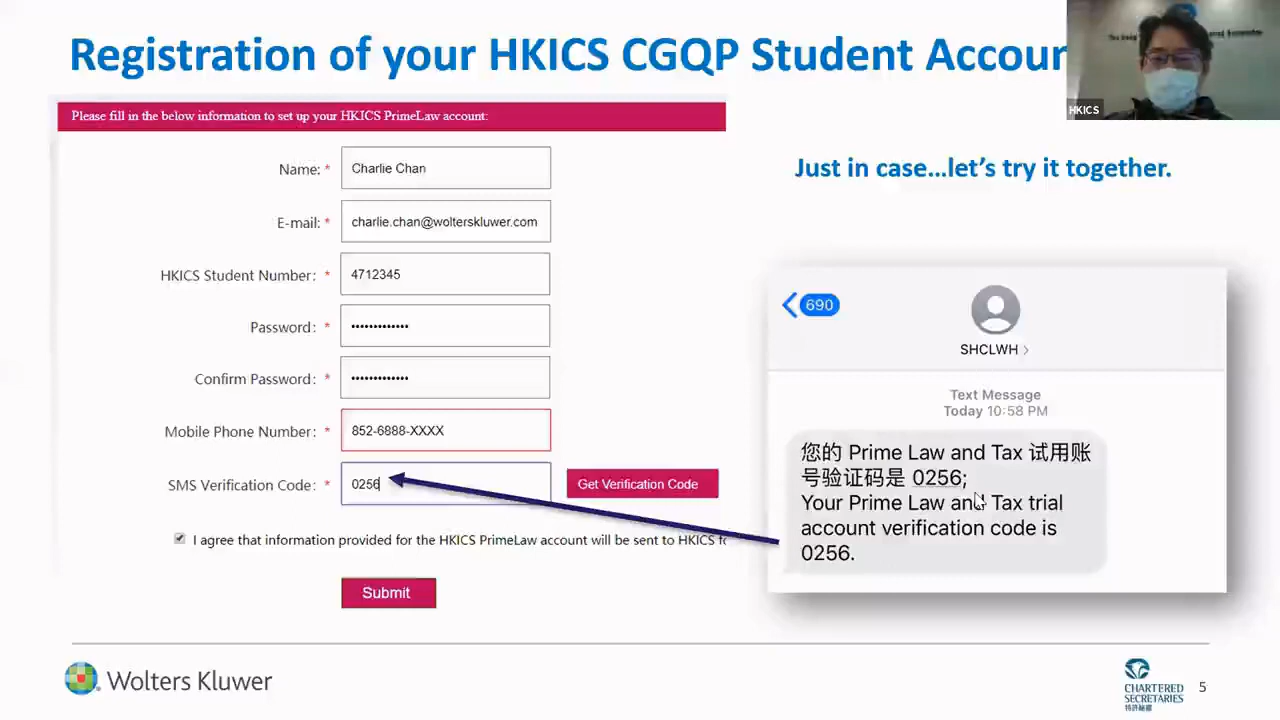 Registration of your HKICS CGQP Student Accoun
HKICS
Please fill in the below information to set up your HKICS PrimeLaw account:
Just in case...let's try it together.
Name: * Charlie Chan
E-mail: * charlie.chan@wolterskluwer.com
HKICS Student Number: * 4712345
Password: * •••••••••••••
Confirm Password: * •••••••••••••
Mobile Phone Number: * 852-6888-XXXX
SMS Verification Code: * 0256 Get Verification Code
I agree that information provided for the HKICS PrimeLaw account will be sent to HKICS fo
Submit
690
SHCLWH >
Text Message
Today 10:58 PM
您的 Prime Law and Tax 试用账
号验证码是 0256;
Your Prime Law and Tax trial
account verification code is
0256.
Wolters Kluwer
CHARTERED
SECRETARIES
特許秘書
5